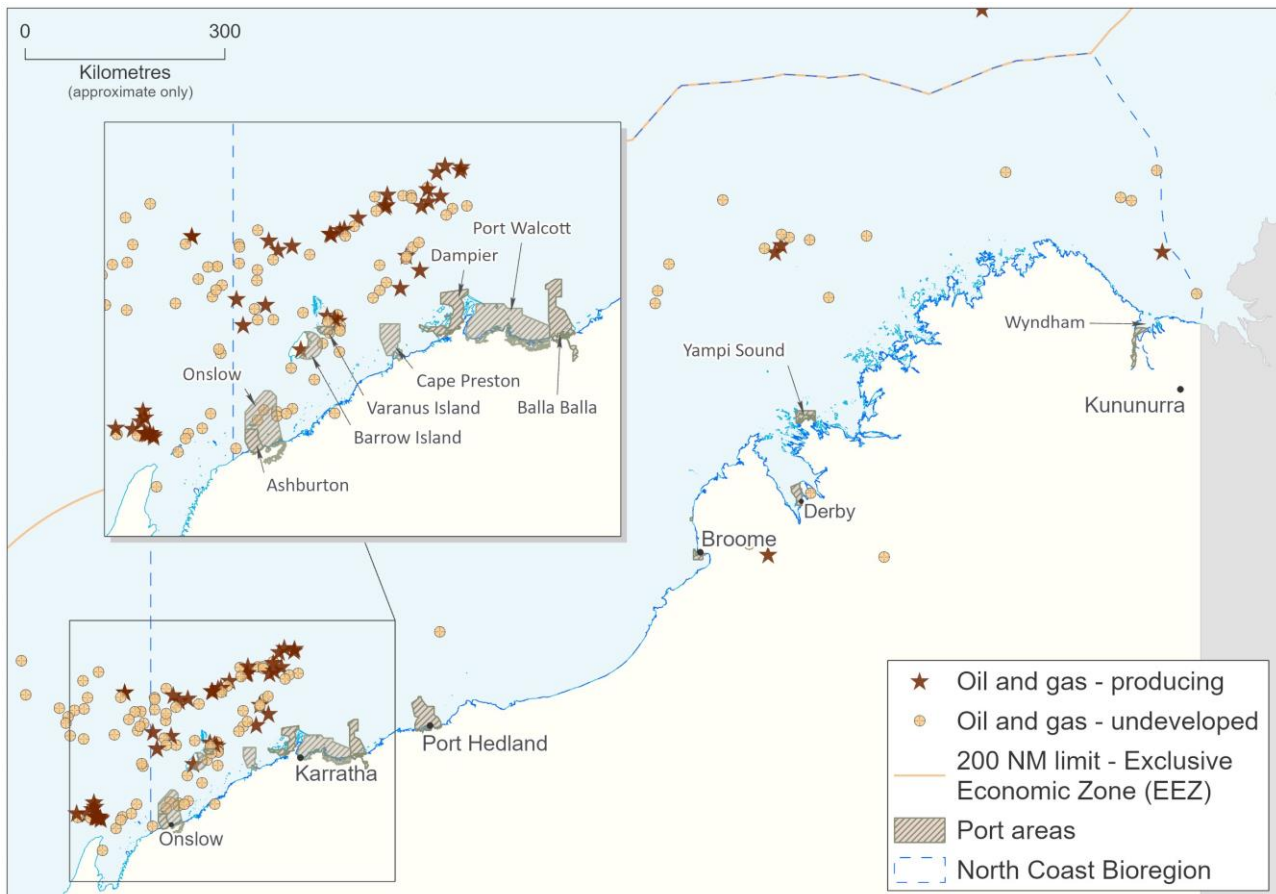 0 300
Kilometres
(approximate only)
Port Walcott
Dampier
Onslow
Cape Preston
Varanus Island
Balla Balla
Barrow Island
Ashburton
Wyndham
Yampi Sound
Kununurra
Derby
Broome
Port Hedland
Karratha
Onslow
Oil and gas - producing
Oil and gas - undeveloped
200 NM limit - Exclusive
Economic Zone (EEZ)
Port areas
North Coast Bioregion